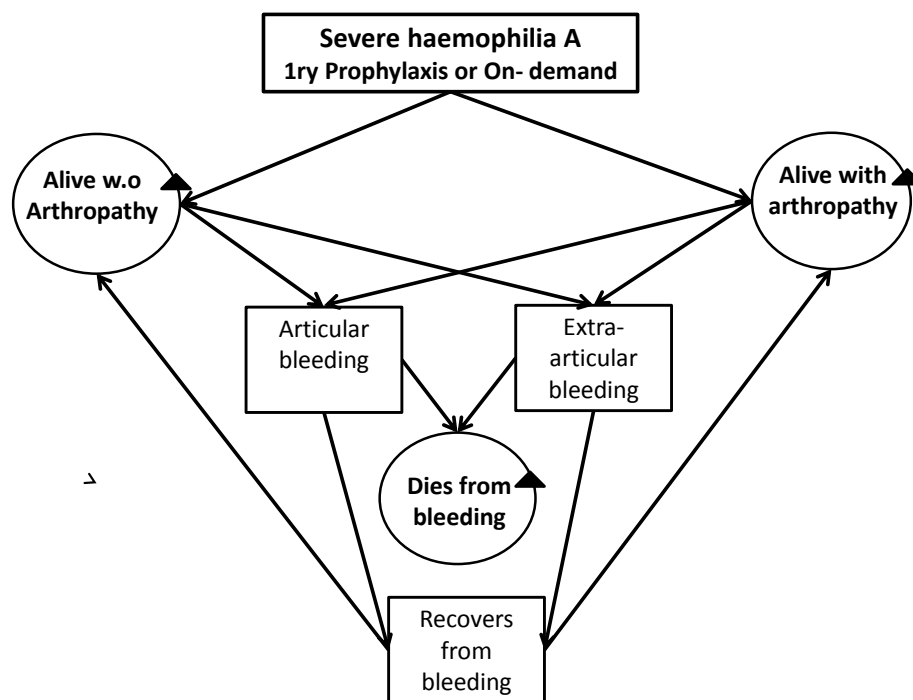 Severe haemophilia A
1ry Prophylaxis or On- demand
Alive w.o
Arthropathy
Alive with
arthropathy
Articular
bleeding
Extra-
articular
bleeding
Dies from
bleeding
Recovers
from
bleeding